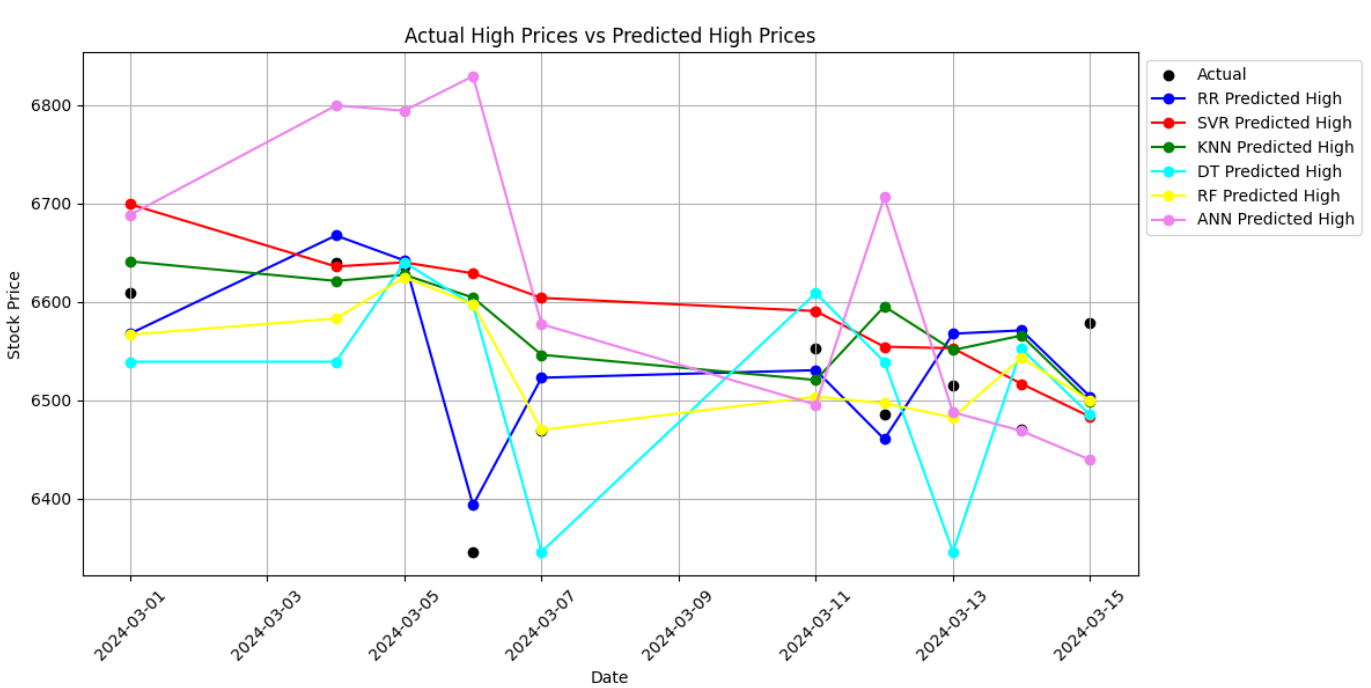 Actual High Prices vs Predicted High Prices
Stock Price
6800
6700
6600
6500
6400
2024-03-01
2024-03-03
2024-03-05
2024-03-07
2024-03-09
2024-03-11
2024-03-13
2024-03-15
Date
Actual
RR Predicted High
SVR Predicted High
KNN Predicted High
DT Predicted High
RF Predicted High
ANN Predicted High